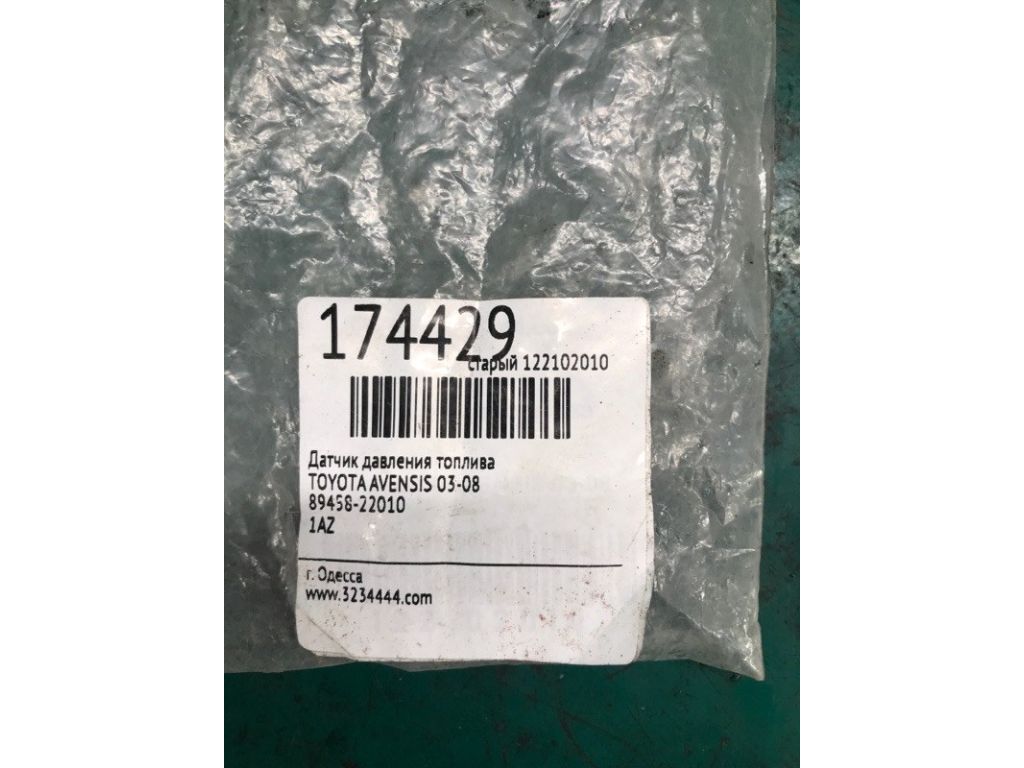 174429
старый 122102010
Датчик давления топлива
TOYOTA AVENSIS 03-08
89458-22010
1AZ
г. Одесса
www.3234444.com